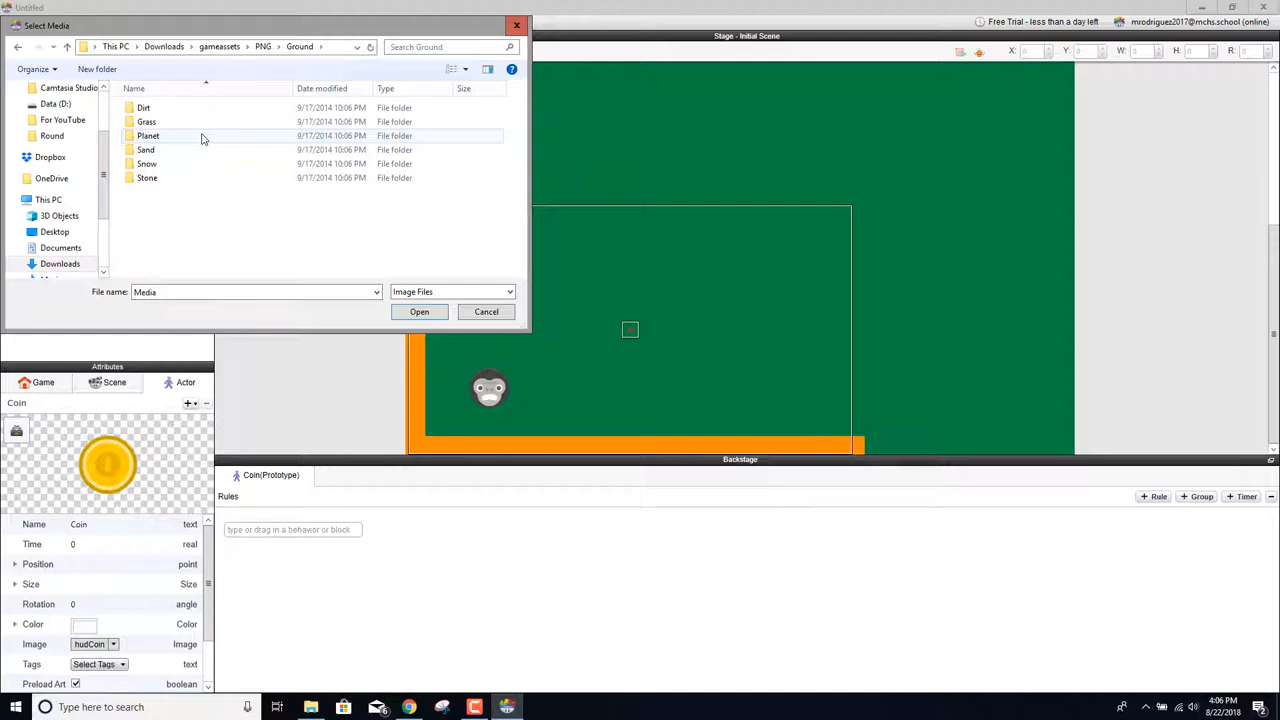 Untitled
Select Media
This PC
Downloads
gameassets
PNG
Ground
Search Ground
Organize
New folder
Name
Date modified
Type
Size
Camtasia Studio
Data (D:)
For YouTube
Round
Dropbox
OneDrive
This PC
3D Objects
Desktop
Documents
Downloads
Dirt 9/17/2014 10:06 PM File folder
Grass 9/17/2014 10:06 PM File folder
Planet 9/17/2014 10:06 PM File folder
Sand 9/17/2014 10:06 PM File folder
Snow 9/17/2014 10:06 PM File folder
Stone 9/17/2014 10:06 PM File folder
File name: Media
Image Files
Open
Cancel
Free Trial - less than a day left
mrodriguez2017@mchs.school (online)
Stage - Initial Scene
X: 0 Y: 0 W: 0 H: 0 R: 0
Attributes
Game
Scene
Actor
Coin
Name Coin text
Time 0 real
Position point
Size Size
Rotation 0 angle
Color Color
Image hudCoin Image
Tags Select Tags text
Preload Art boolean
Backstage
Coin(Prototype)
Rules
+ Rule
+ Group
+ Timer
type or drag in a behavor or block
Type here to search
4:06 PM
8/22/2018